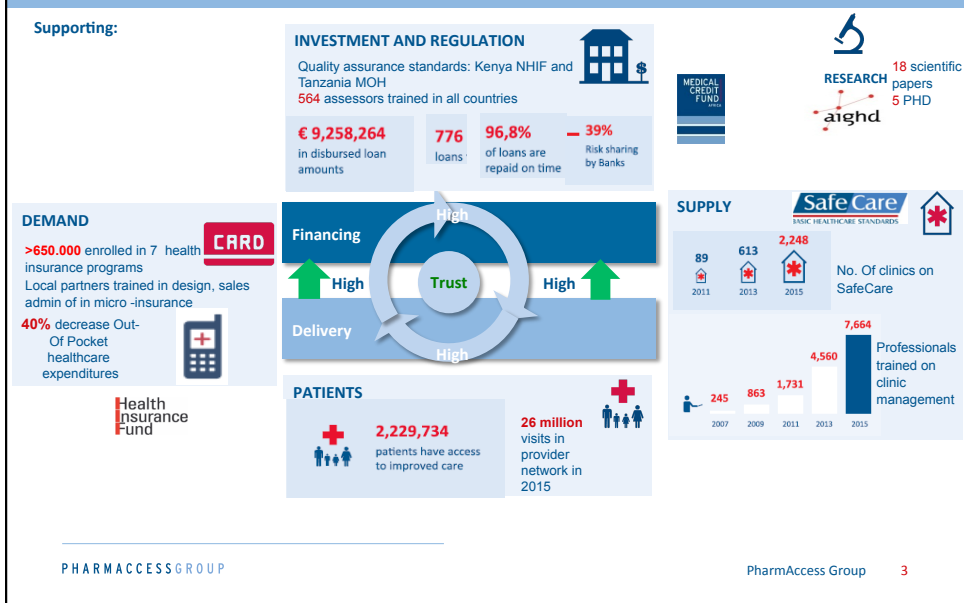 Supporting:
INVESTMENT AND REGULATION
Quality assurance standards: Kenya NHIF and
Tanzania MOH
564 assessors trained in all countries
€ 9,258,264
in disbursed loan
amounts
776
loans
96,8%
of loans are
repaid on time
– 39%
Risk sharing
by Banks
$
MEDICAL
CREDIT
FUND
AFRICA
RESEARCH
18 scientific
papers
5 PHD
aighd
DEMAND
>650.000 enrolled in 7 health
insurance programs
Local partners trained in design, sales
admin of in micro -insurance
40% decrease Out-
Of Pocket
healthcare
expenditures
CARD
Health
Insurance
Fund
High
Financing
High
Trust
High
Delivery
High
PATIENTS
2,229,734
patients have access
to improved care
26 million
visits in
provider
network in
2015
SUPPLY
Safe Care
BASIC HEALTHCARE STANDARDS
89
2011
613
2013
2,248
2015
No. Of clinics on
SafeCare
245
863
1,731
4,560
7,664
2007
2009
2011
2013
2015
Professionals
trained on
clinic
management
PHARMACCESSGROUP
PharmAccess Group 3